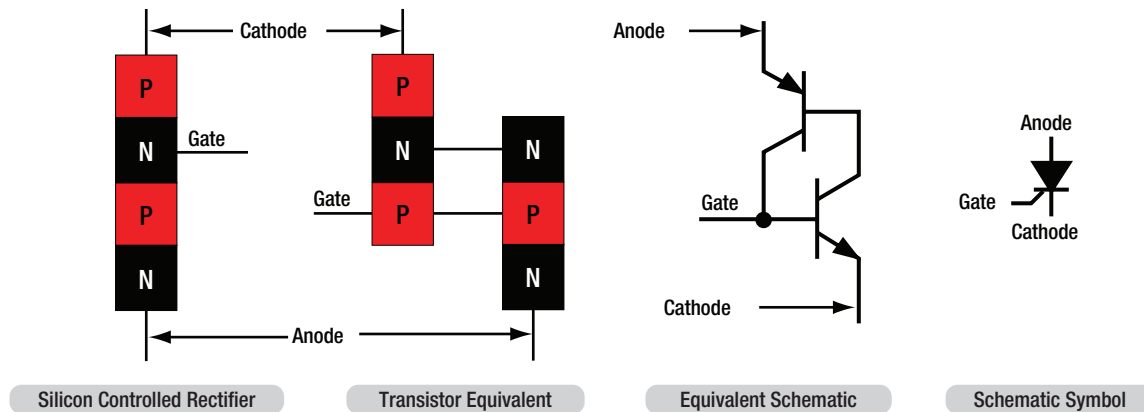 Cathode
P
N
P
N
Gate
P
N
P
Gate
N
P
N
Anode
Silicon Controlled Rectifier
Transistor Equivalent
Anode
Gate
Cathode
Equivalent Schematic
Anode
Gate
Cathode
Schematic Symbol